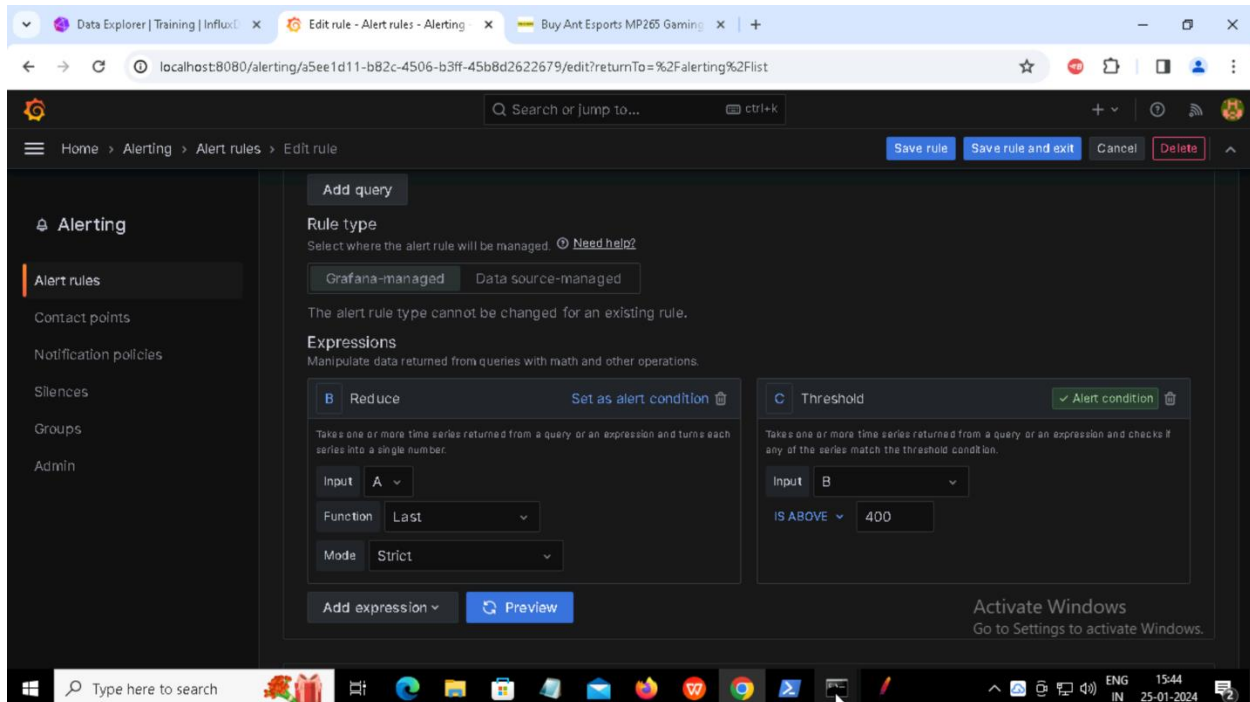 Data Explorer | Training | InfluxD
Edit rule - Alert rules - Alerting -
Buy Ant Esports MP265 Gaming
localhost:8080/alerting/a5ee1d11-b82c-4506-b3ff-45b8d2622679/edit?returnTo=%2Falerting%2Flist
Search or jump to... ctrl+k
Home › Alerting › Alert rules › Edit rule
Save rule Save rule and exit Cancel Delete
Alerting
Alert rules
Contact points
Notification policies
Silences
Groups
Admin
Add query
Rule type
Select where the alert rule will be managed. Need help?
Grafana-managed Data source-managed
The alert rule type cannot be changed for an existing rule.
Expressions
Manipulate data returned from queries with math and other operations.
B Reduce Set as alert condition
Takes one or more time series returned from a query or an expression and turns each
series into a single number.
Input A
Function Last
Mode Strict
C Threshold Alert condition
Takes one or more time series returned from a query or an expression and checks if
any of the series match the threshold condition.
Input B
IS ABOVE 400
Add expression Preview
Activate Windows
Go to Settings to activate Windows.
Type here to search
ENG 15:44
IN 25-01-2024
2